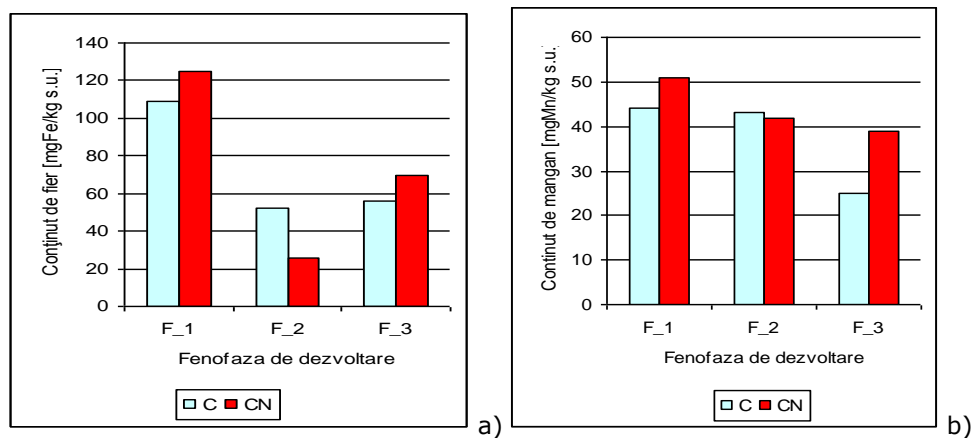 Conţinut de fier [mgFe/kg s.u.]
140
120
100
80
60
40
20
0
F_1 F_2 F_3
Fenofaza de dezvoltare
C CN
a)
Continut de mangan [mgMn/kg s.u.
60
50
40
30
20
10
0
F_1 F_2 F_3
Fenofaza de dezvoltare
C CN
b)